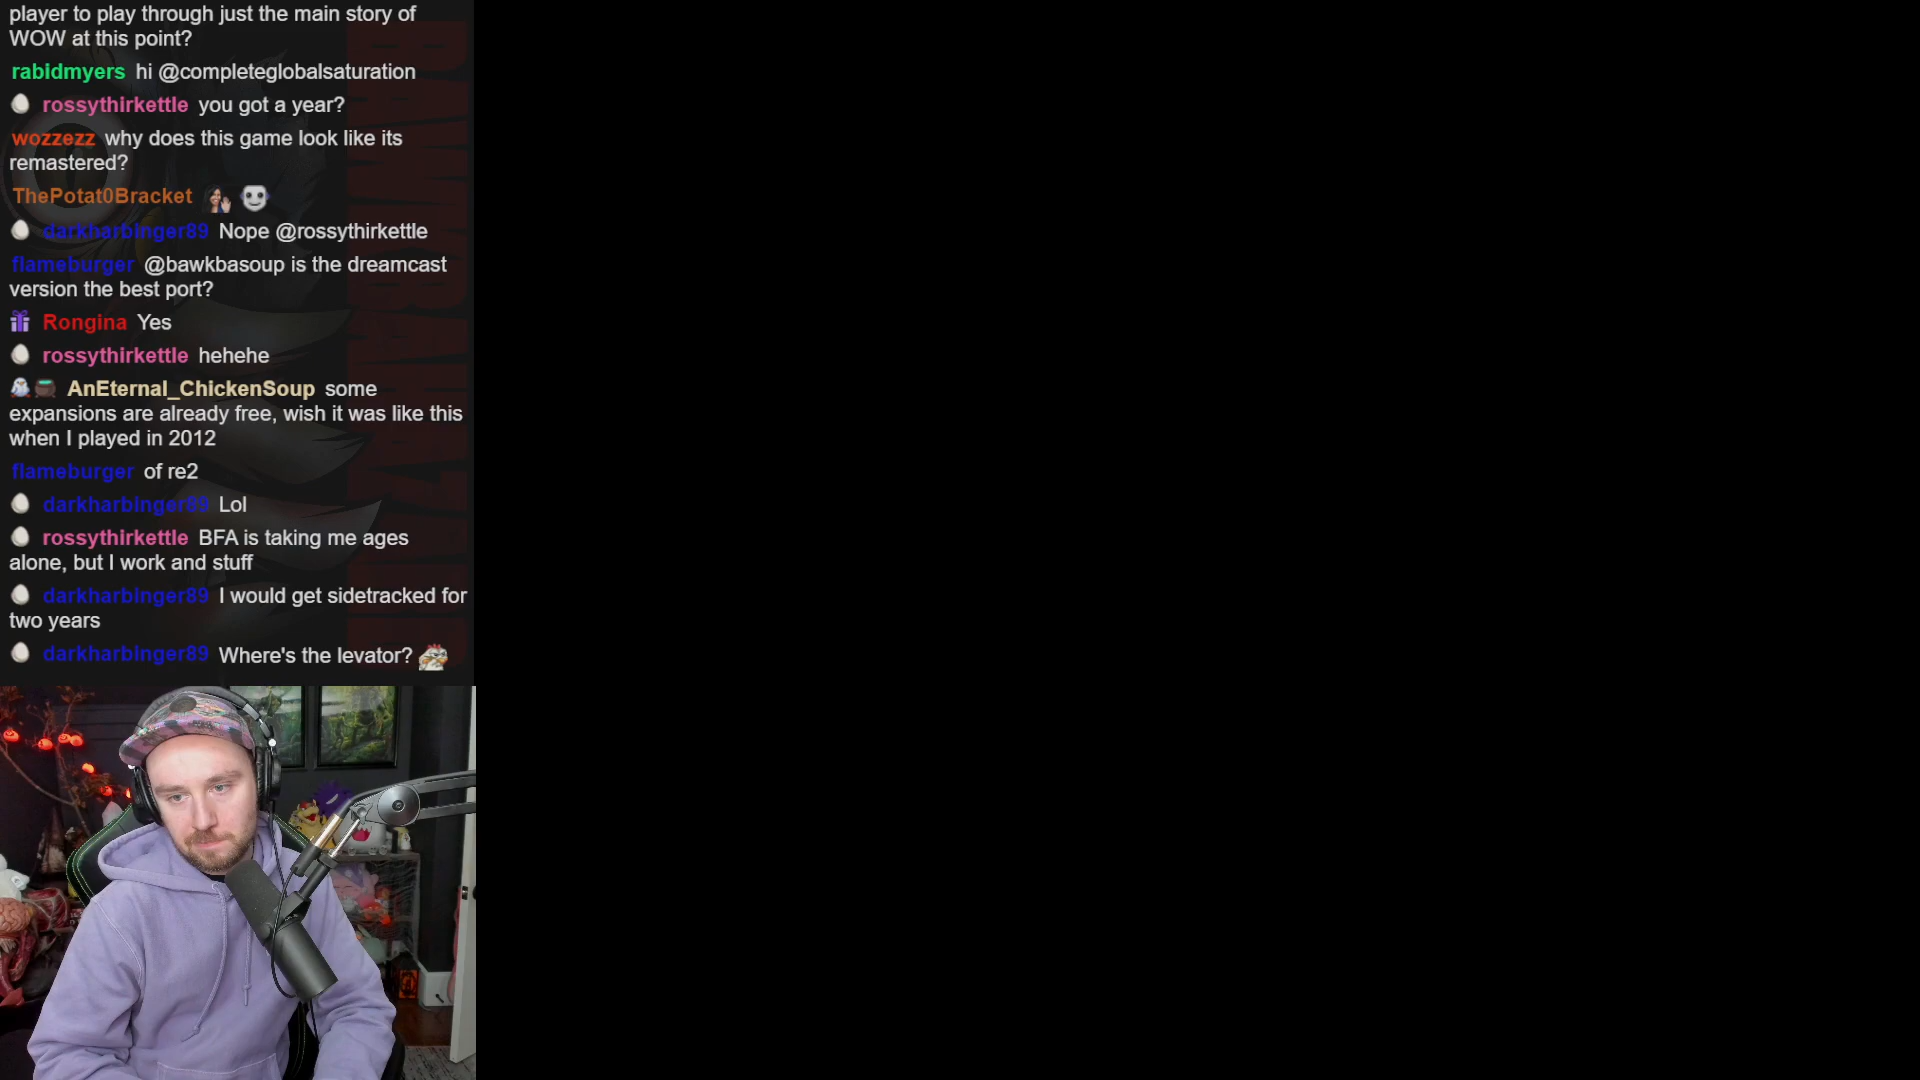 player to play through just the main story of
WOW at this point?
rabidmyers hi @completeglobalsaturation
rossythirkettle you got a year?
wozzezz why does this game look like its
remastered?
ThePotat0Bracket
darkharbinger89 Nope @rossythirkettle
flameburger @bawkbasoup is the dreamcast
version the best port?
Rongina Yes
rossythirkettle hehehe
AnEternal_ChickenSoup some
expansions are already free, wish it was like this
when I played in 2012
flameburger of re2
darkharbinger89 Lol
rossythirkettle BFA is taking me ages
alone, but I work and stuff
darkharbinger89 I would get sidetracked for
two years
darkharbinger89 Where's the levator?